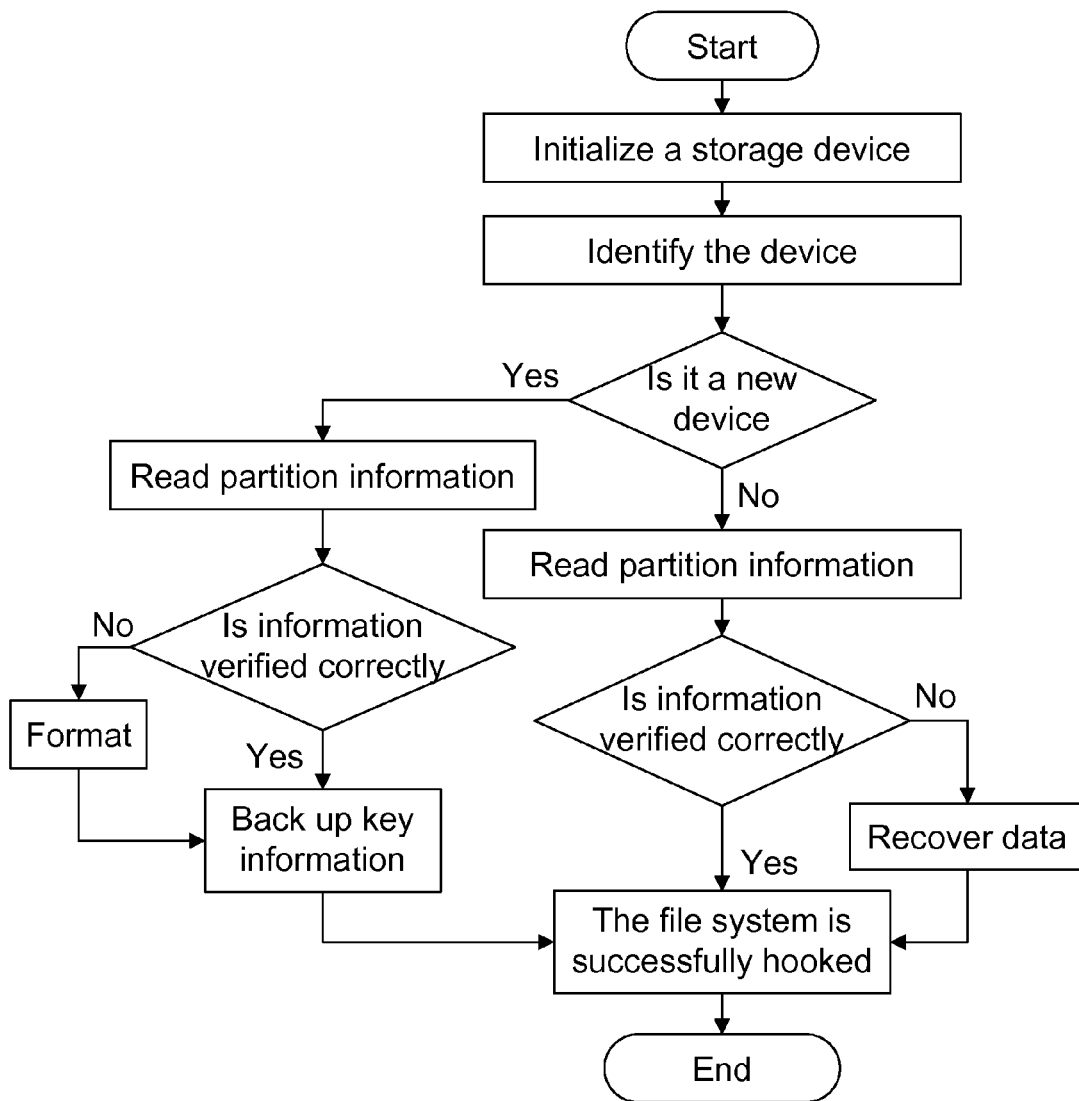 Start
Initialize a storage device
Identify the device
Is it a new
device
Yes
No
Read partition information
Read partition information
Is information
verified correctly
No
Yes
Format
Back up key
information
Is information
verified correctly
No
Yes
Recover data
The file system is
successfully hooked
End